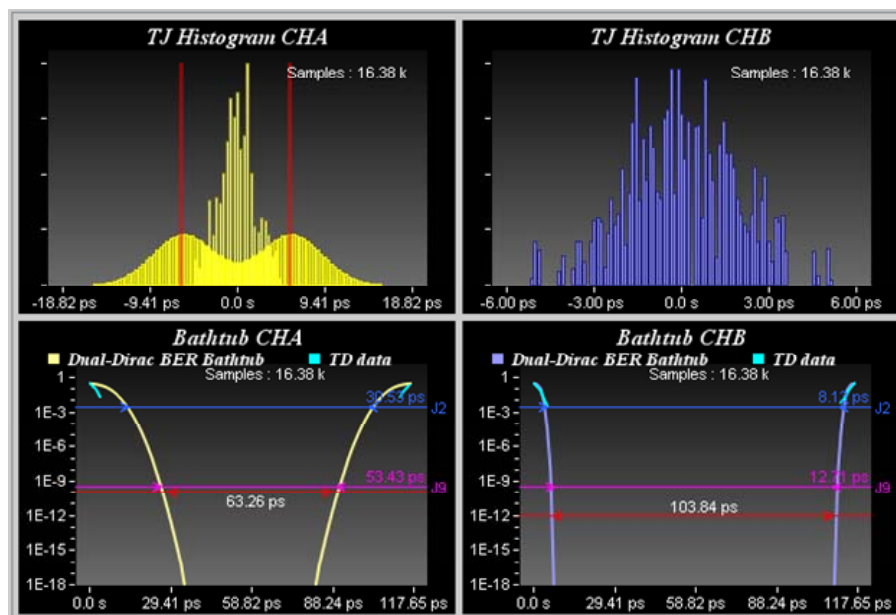 TJ Histogram CHA
Samples : 16.38 k
-18.82 ps -9.41 ps 0.0 s 9.41 ps 18.82 ps
TJ Histogram CHB
Samples : 16.38 k
-6.00 ps -3.00 ps 0.0 s 3.00 ps 6.00 ps
Bathtub CHA
Dual-Dirac BER Bathtub TD data
Samples : 16.38 k
1
1E-3
1E-6
1E-9
1E-12
1E-15
1E-18
30.53 ps J2
53.43 ps J9
63.26 ps
0.0 s 29.41 ps 58.82 ps 88.24 ps 117.65 ps
Bathtub CHB
Dual-Dirac BER Bathtub TD data
Samples : 16.38 k
1
1E-3
1E-6
1E-9
1E-12
1E-15
1E-18
8.12 ps J2
12.71 ps J9
103.84 ps
0.0 s 29.41 ps 58.82 ps 88.24 ps 117.65 ps